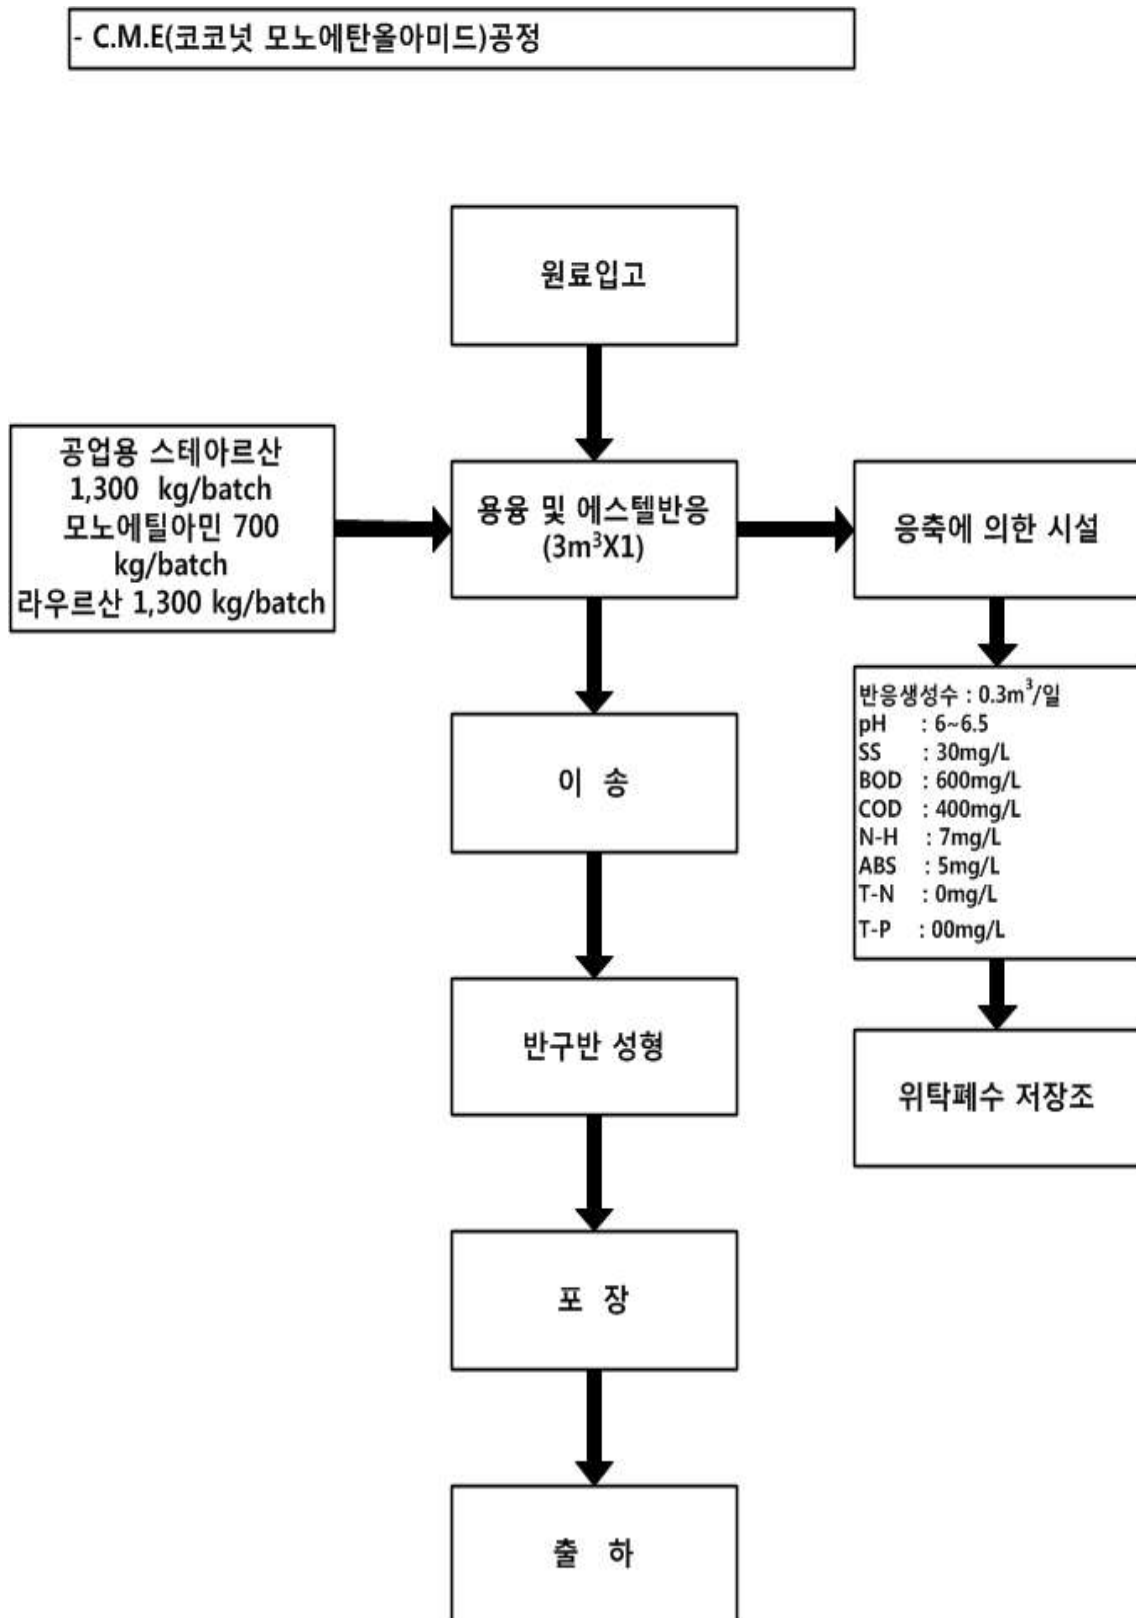 - C.M.E(코코넛 모노에탄올아미드)공정
원료입고
공업용 스테아르산
1,300 kg/batch
모노에틸아민 700
kg/batch
라우르산 1,300 kg/batch
용융 및 에스텔반응
(3m³X1)
응축에 의한 시설
반응생성수 : 0.3m³/일
pH : 6~6.5
SS : 30mg/L
BOD : 600mg/L
COD : 400mg/L
N-H : 7mg/L
ABS : 5mg/L
T-N : 0mg/L
T-P : 00mg/L
이 송
반구반 성형
위탁폐수 저장조
포 장
출 하